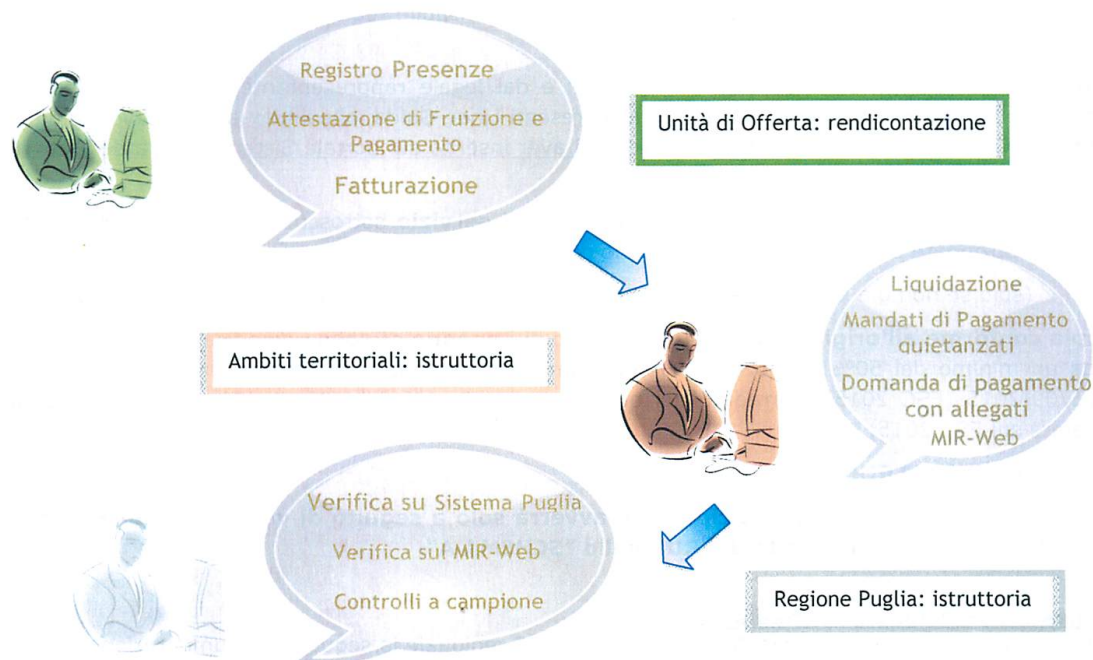 Registro Presenze
Attestazione di Fruizione e
Pagamento
Fatturazione
Unità di Offerta: rendicontazione
Liquidazione
Mandati di Pagamento
quietanzati
Domanda di pagamento
con allegati
MIR-Web
Ambiti territoriali: istruttoria
Verifica su Sistema Puglia
Verifica sul MIR-Web
Controlli a campione
Regione Puglia: istruttoria